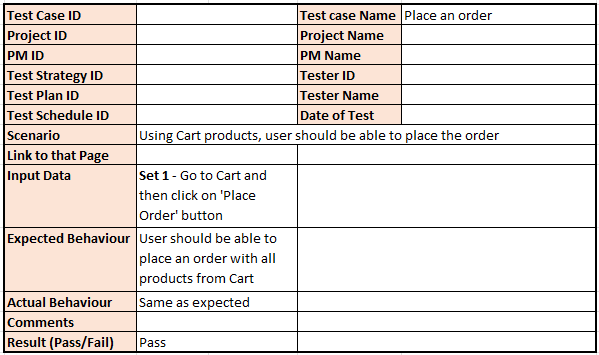 Test Case ID Test case Name Place an order
Project ID Project Name
PM ID PM Name
Test Strategy ID Tester ID
Test Plan ID Tester Name
Test Schedule ID Date of Test
Scenario Using Cart products, user should be able to place the order
Link to that Page
Input Data Set 1 - Go to Cart and
then click on 'Place
Order' button
Expected Behaviour User should be able to
place an order with all
products from Cart
Actual Behaviour Same as expected
Comments
Result (Pass/Fail) Pass